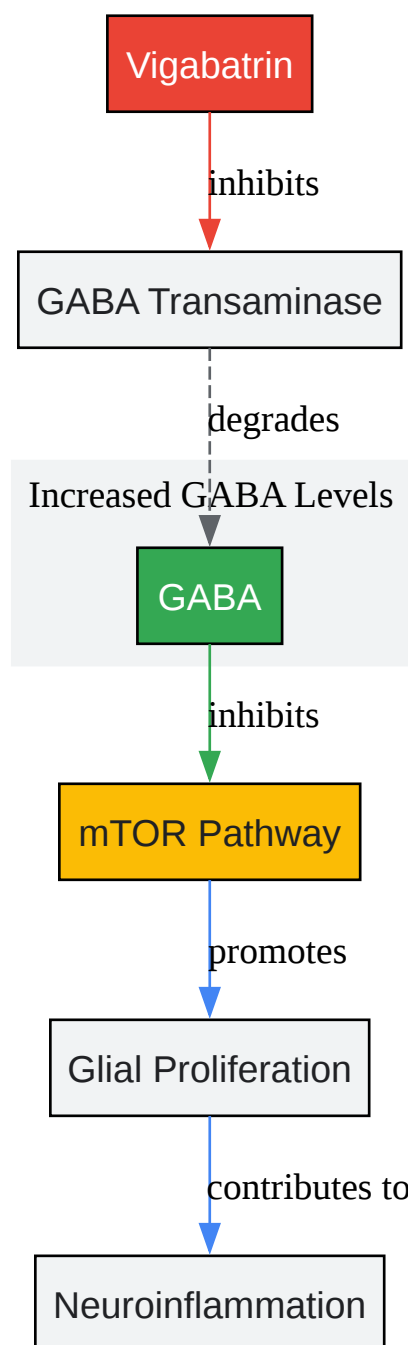 Vigabatrin
inhibits
GABA Transaminase
degrades
Increased GABA Levels
GABA
inhibits
mTOR Pathway
promotes
Glial Proliferation
contributes to
Neuroinflammation